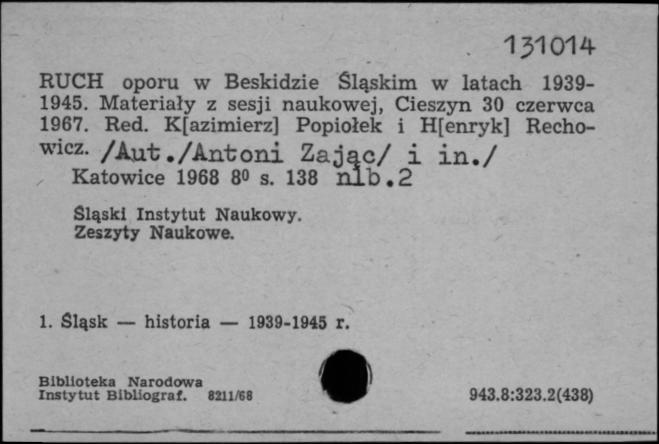 131014
RUCH oporu w Beskidzie Śląskim w latach 1939-
1945. Materiały z sesji naukowej, Cieszyn 30 czerwca
1967. Red. K[azimierz] Popiołek i H[enryk] Recho-
wicz. /Aut./Antoni Zając/ i in./
Katowice 1968 8⁰ s. 138 nlb.2
Śląski Instytut Naukowy.
Zeszyty Naukowe.
1. Śląsk — historia — 1939-1945 r.
Biblioteka Narodowa
Instytut Bibliograf. 8211/68
943.8:323.2(438)